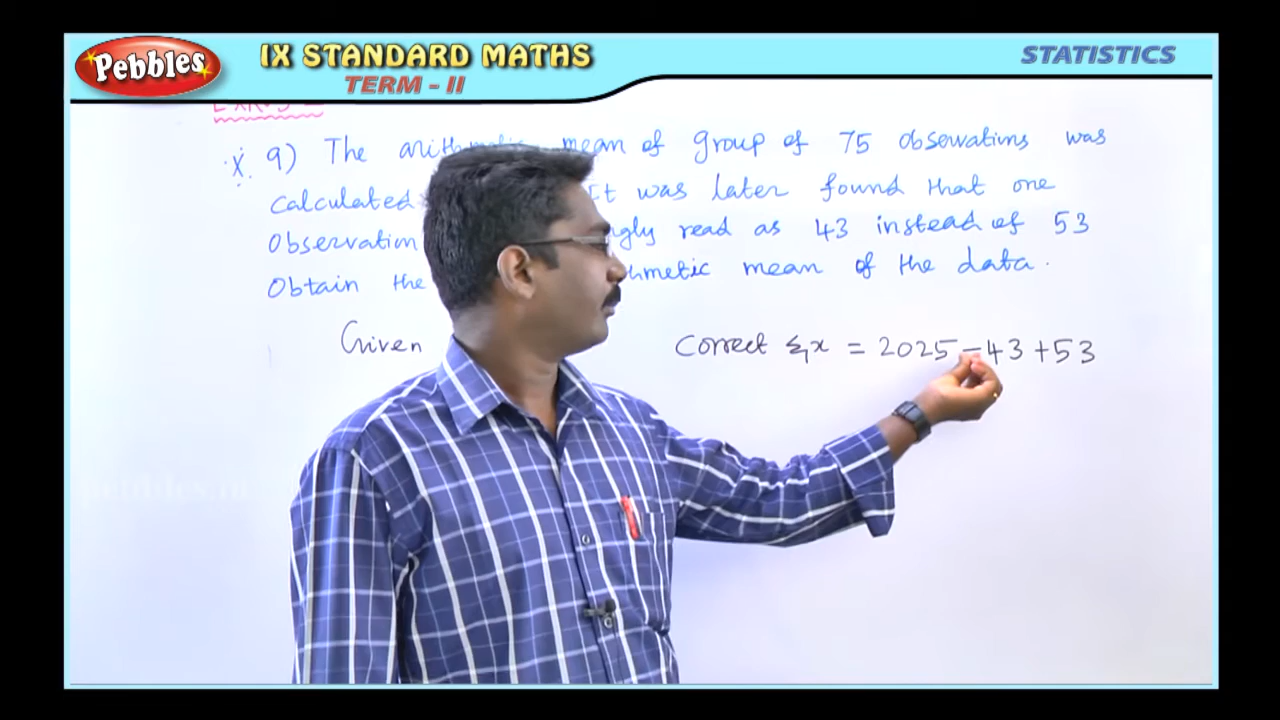 Pebbles
IX STANDARD MATHS
TERM - II
STATISTICS
9) The arithmetic mean of group of 75 observations was
calculated It was later found that one
Observation read as 43 instead of 53
Obtain the mean of the data.
Given
Correct Σx = 2025 - 43 + 53